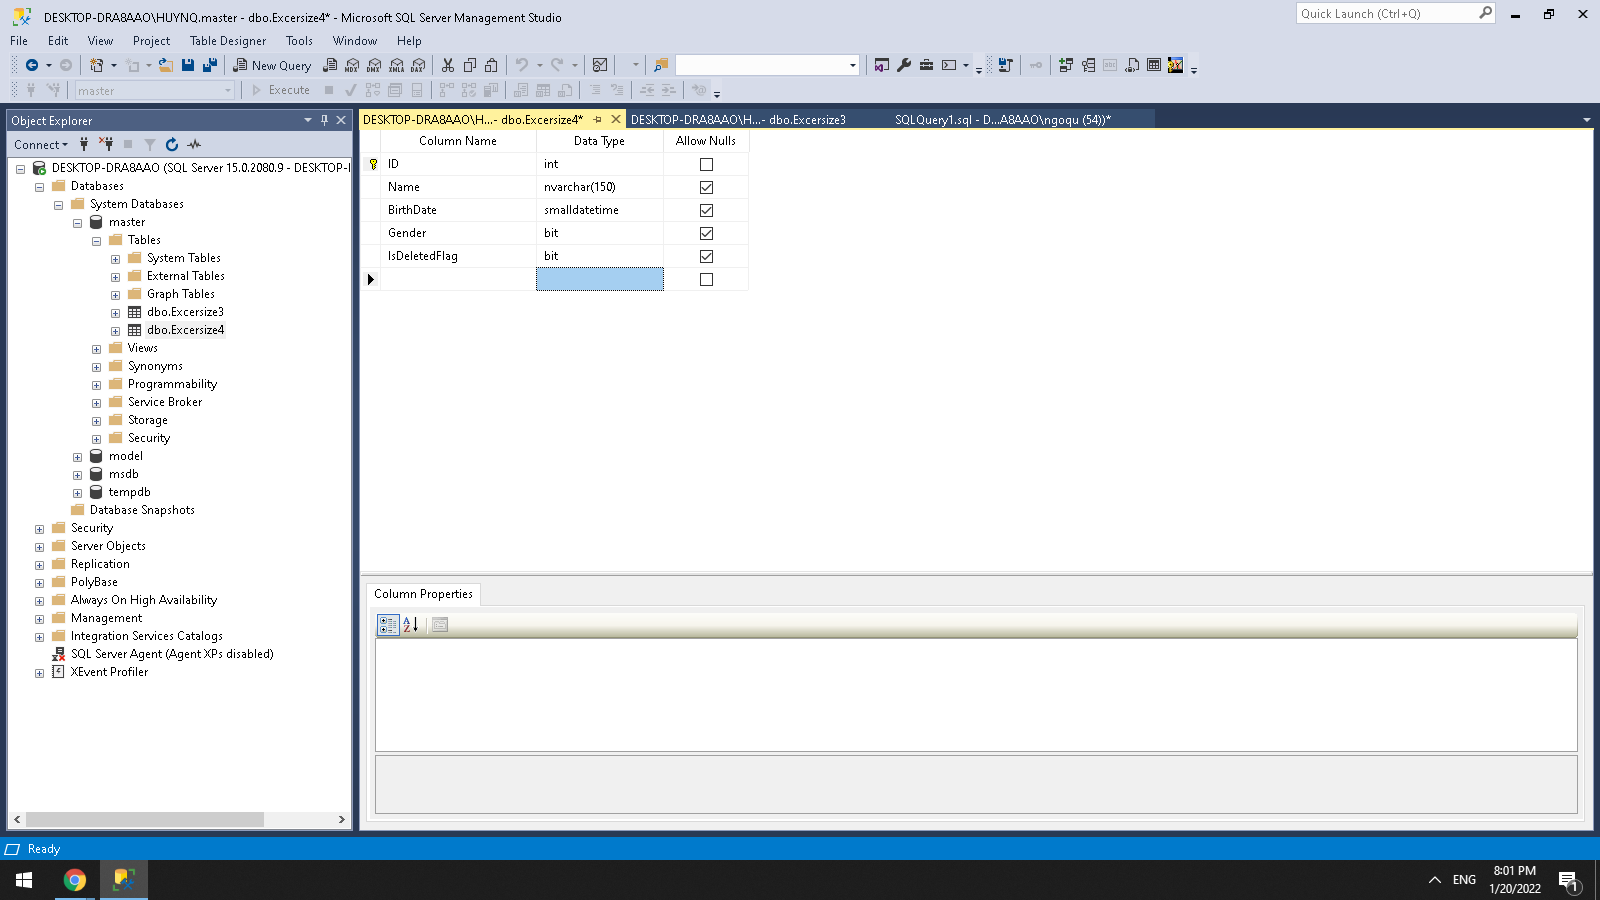 DESKTOP-DRA8AAO\HUYNQ.master - dbo.Excersize4* - Microsoft SQL Server Management Studio
Quick Launch (Ctrl+Q)
File Edit View Project Table Designer Tools Window Help
New Query
MDX DMX XMLA DAX
master
Execute
Object Explorer
Connect
DESKTOP-DRA8AAO (SQL Server 15.0.2080.9 - DESKTOP-
Databases
System Databases
master
Tables
System Tables
External Tables
Graph Tables
dbo.Excersize3
dbo.Excersize4
Views
Synonyms
Programmability
Service Broker
Storage
Security
model
msdb
tempdb
Database Snapshots
Security
Server Objects
Replication
PolyBase
Always On High Availability
Management
Integration Services Catalogs
SQL Server Agent (Agent XPs disabled)
XEvent Profiler
DESKTOP-DRA8AAO\H...- dbo.Excersize4*
DESKTOP-DRA8AAO\H...- dbo.Excersize3
SQLQuery1.sql - D...A8AAO\ngoqu (54))*
Column Name Data Type Allow Nulls
ID int
Name nvarchar(150)
BirthDate smalldatetime
Gender bit
IsDeletedFlag bit
Column Properties
Ready
ENG
8:01 PM
1/20/2022
1